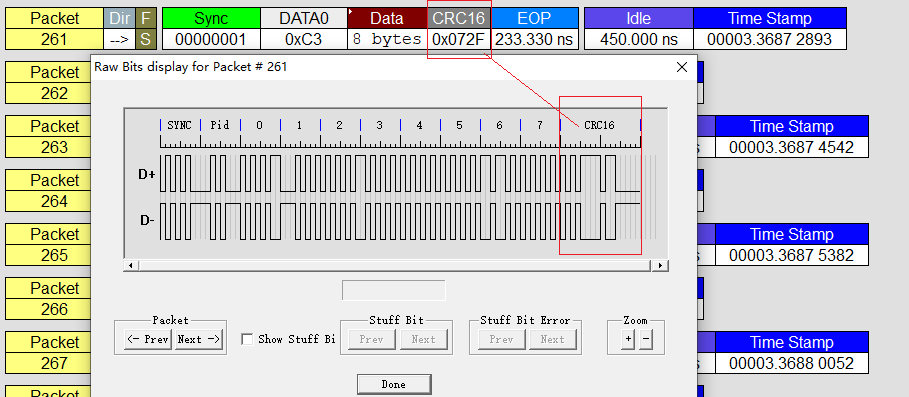 Packet Dir F Sync DATA0 Data CRC16 EOP Idle Time Stamp
261 --> S 00000001 0xC3 8 bytes 0x072F 233.330 ns 450.000 ns 00003.3687 2893
Packet
262
Raw Bits display for Packet # 261
SYNC Pid 0 1 2 3 4 5 6 7 CRC16
D+
D-
Packet Time Stamp
263 s 00003.3687 4542
Packet
264
Packet Time Stamp
265 s 00003.3687 5382
Packet
266
Packet Stuff Bit Stuff Bit Error Zoom
<- Prev Next -> Show Stuff Bi Prev Next Prev Next + -
Packet Time Stamp
267 s 00003.3688 0052
Done
Packet